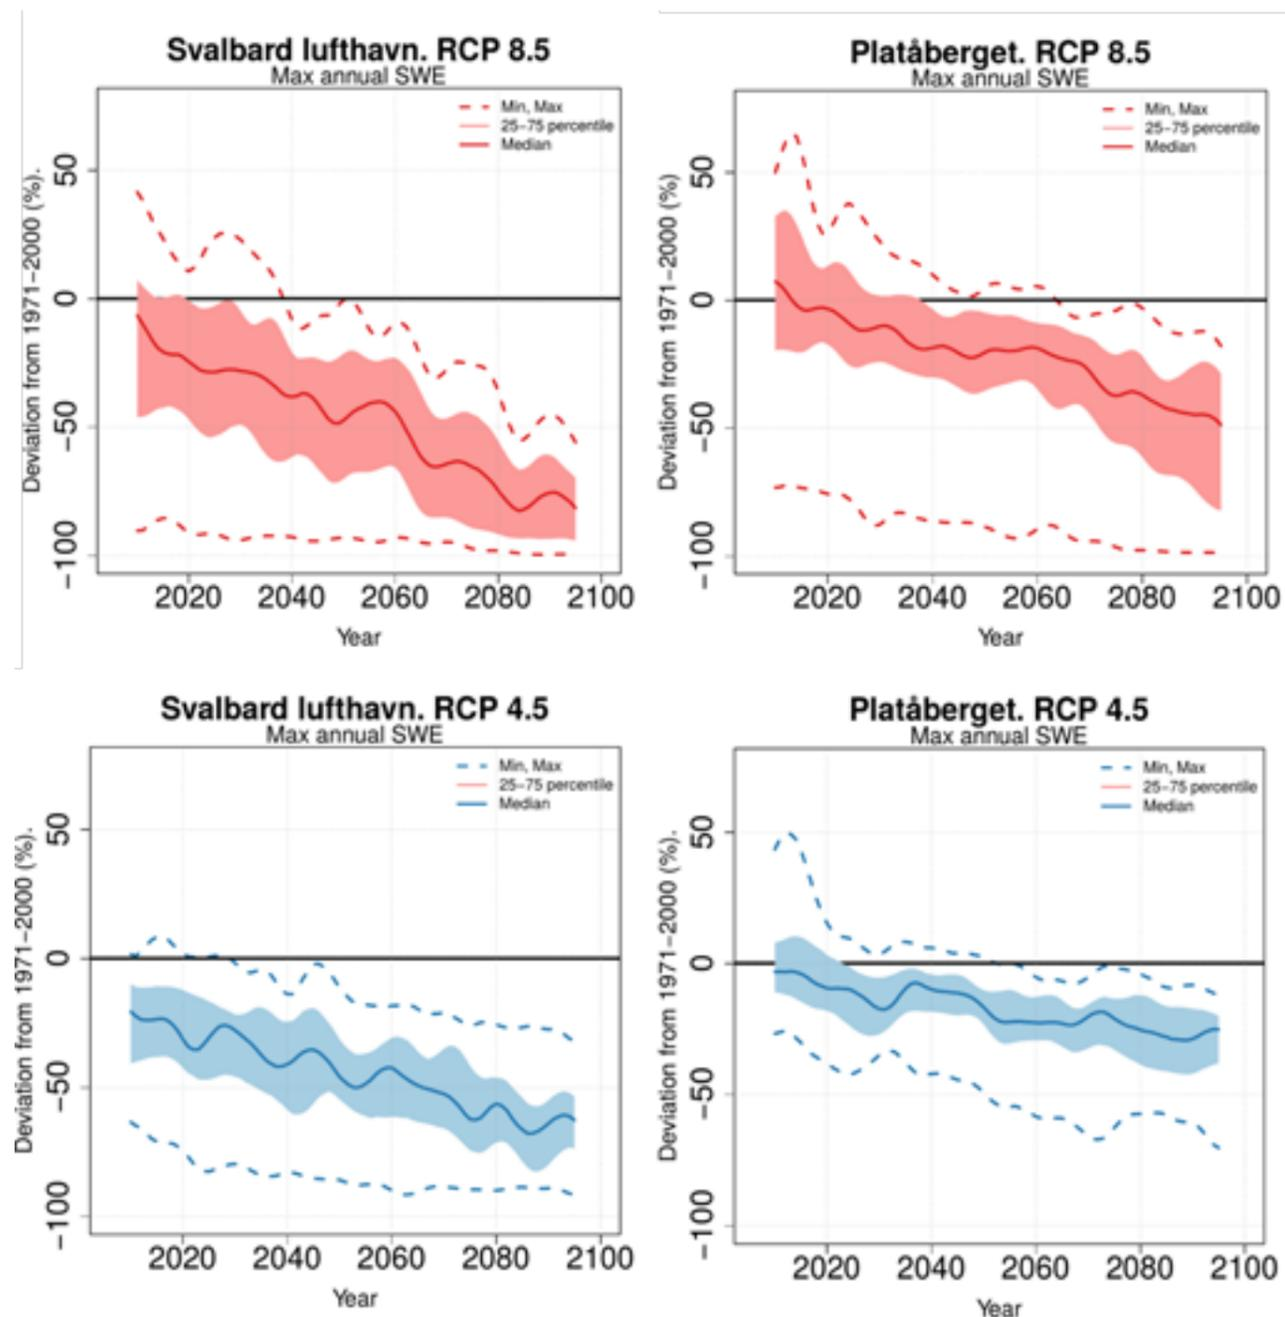 Svalbard lufthavn. RCP 8.5
Max annual SWE
Min, Max
25–75 percentile
Median
Deviation from 1971–2000 (%).
50
0
−50
−100
2020 2040 2060 2080 2100
Year
Platåberget. RCP 8.5
Max annual SWE
Min, Max
25–75 percentile
Median
Deviation from 1971–2000 (%)
50
0
−50
−100
2020 2040 2060 2080 2100
Year
Svalbard lufthavn. RCP 4.5
Max annual SWE
Min, Max
25–75 percentile
Median
Deviation from 1971–2000 (%).
50
0
−50
−100
2020 2040 2060 2080 2100
Year
Platåberget. RCP 4.5
Max annual SWE
Min, Max
25–75 percentile
Median
Deviation from 1971–2000 (%).
50
0
−50
−100
2020 2040 2060 2080 2100
Year